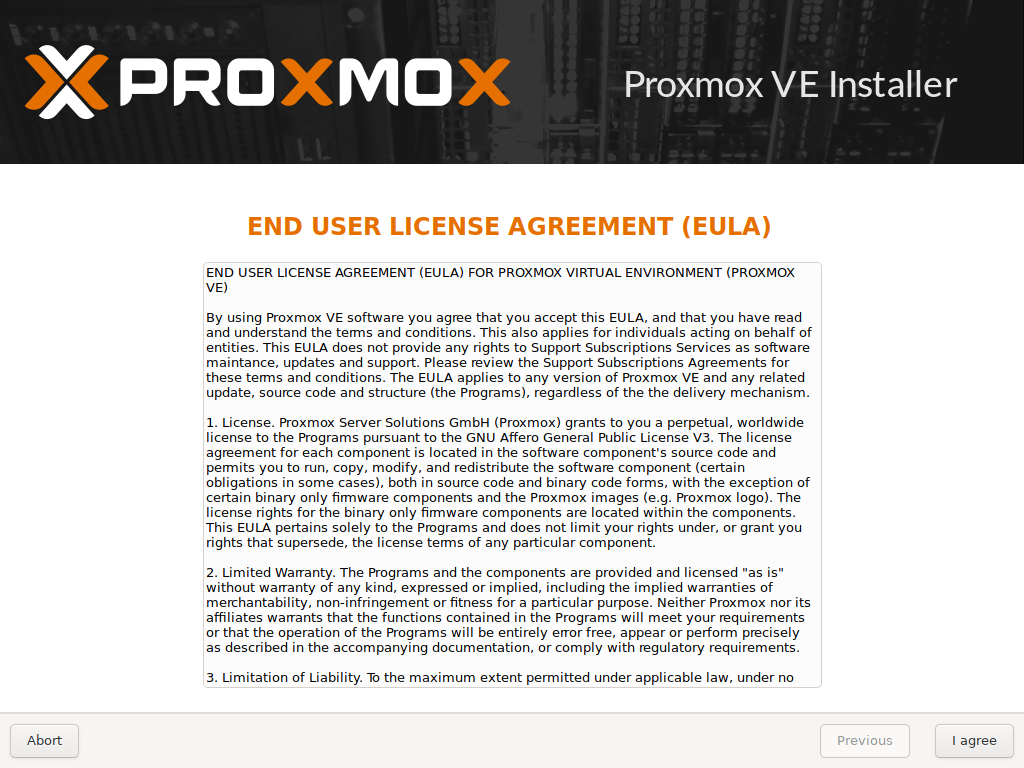 PROXMOX
Proxmox VE Installer
END USER LICENSE AGREEMENT (EULA)
END USER LICENSE AGREEMENT (EULA) FOR PROXMOX VIRTUAL ENVIRONMENT (PROXMOX
VE)
By using Proxmox VE software you agree that you accept this EULA, and that you have read
and understand the terms and conditions. This also applies for individuals acting on behalf of
entities. This EULA does not provide any rights to Support Subscriptions Services as software
maintance, updates and support. Please review the Support Subscriptions Agreements for
these terms and conditions. The EULA applies to any version of Proxmox VE and any related
update, source code and structure (the Programs), regardless of the the delivery mechanism.
1. License. Proxmox Server Solutions GmbH (Proxmox) grants to you a perpetual, worldwide
license to the Programs pursuant to the GNU Affero General Public License V3. The license
agreement for each component is located in the software component's source code and
permits you to run, copy, modify, and redistribute the software component (certain
obligations in some cases), both in source code and binary code forms, with the exception of
certain binary only firmware components and the Proxmox images (e.g. Proxmox logo). The
license rights for the binary only firmware components are located within the components.
This EULA pertains solely to the Programs and does not limit your rights under, or grant you
rights that supersede, the license terms of any particular component.
2. Limited Warranty. The Programs and the components are provided and licensed "as is"
without warranty of any kind, expressed or implied, including the implied warranties of
merchantability, non-infringement or fitness for a particular purpose. Neither Proxmox nor its
affiliates warrants that the functions contained in the Programs will meet your requirements
or that the operation of the Programs will be entirely error free, appear or perform precisely
as described in the accompanying documentation, or comply with regulatory requirements.
3. Limitation of Liability. To the maximum extent permitted under applicable law, under no
Abort
Previous
I agree